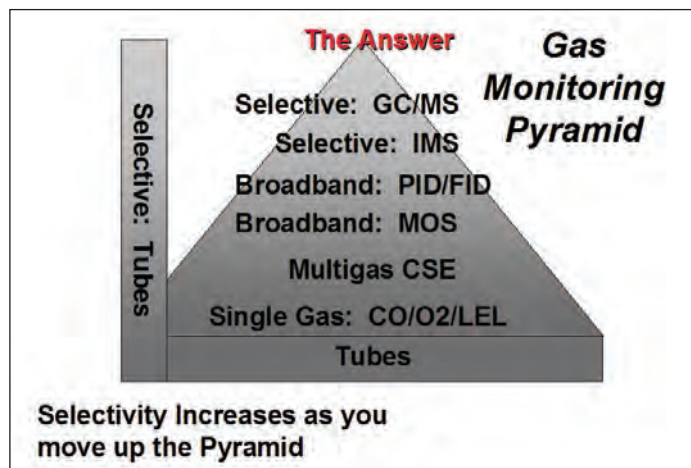 The Answer
Gas
Monitoring
Pyramid
Selective: GC/MS
Selective: IMS
Broadband: PID/FID
Broadband: MOS
Multigas CSE
Single Gas: CO/O2/LEL
Tubes
Selective: Tubes
Selectivity Increases as you
move up the Pyramid